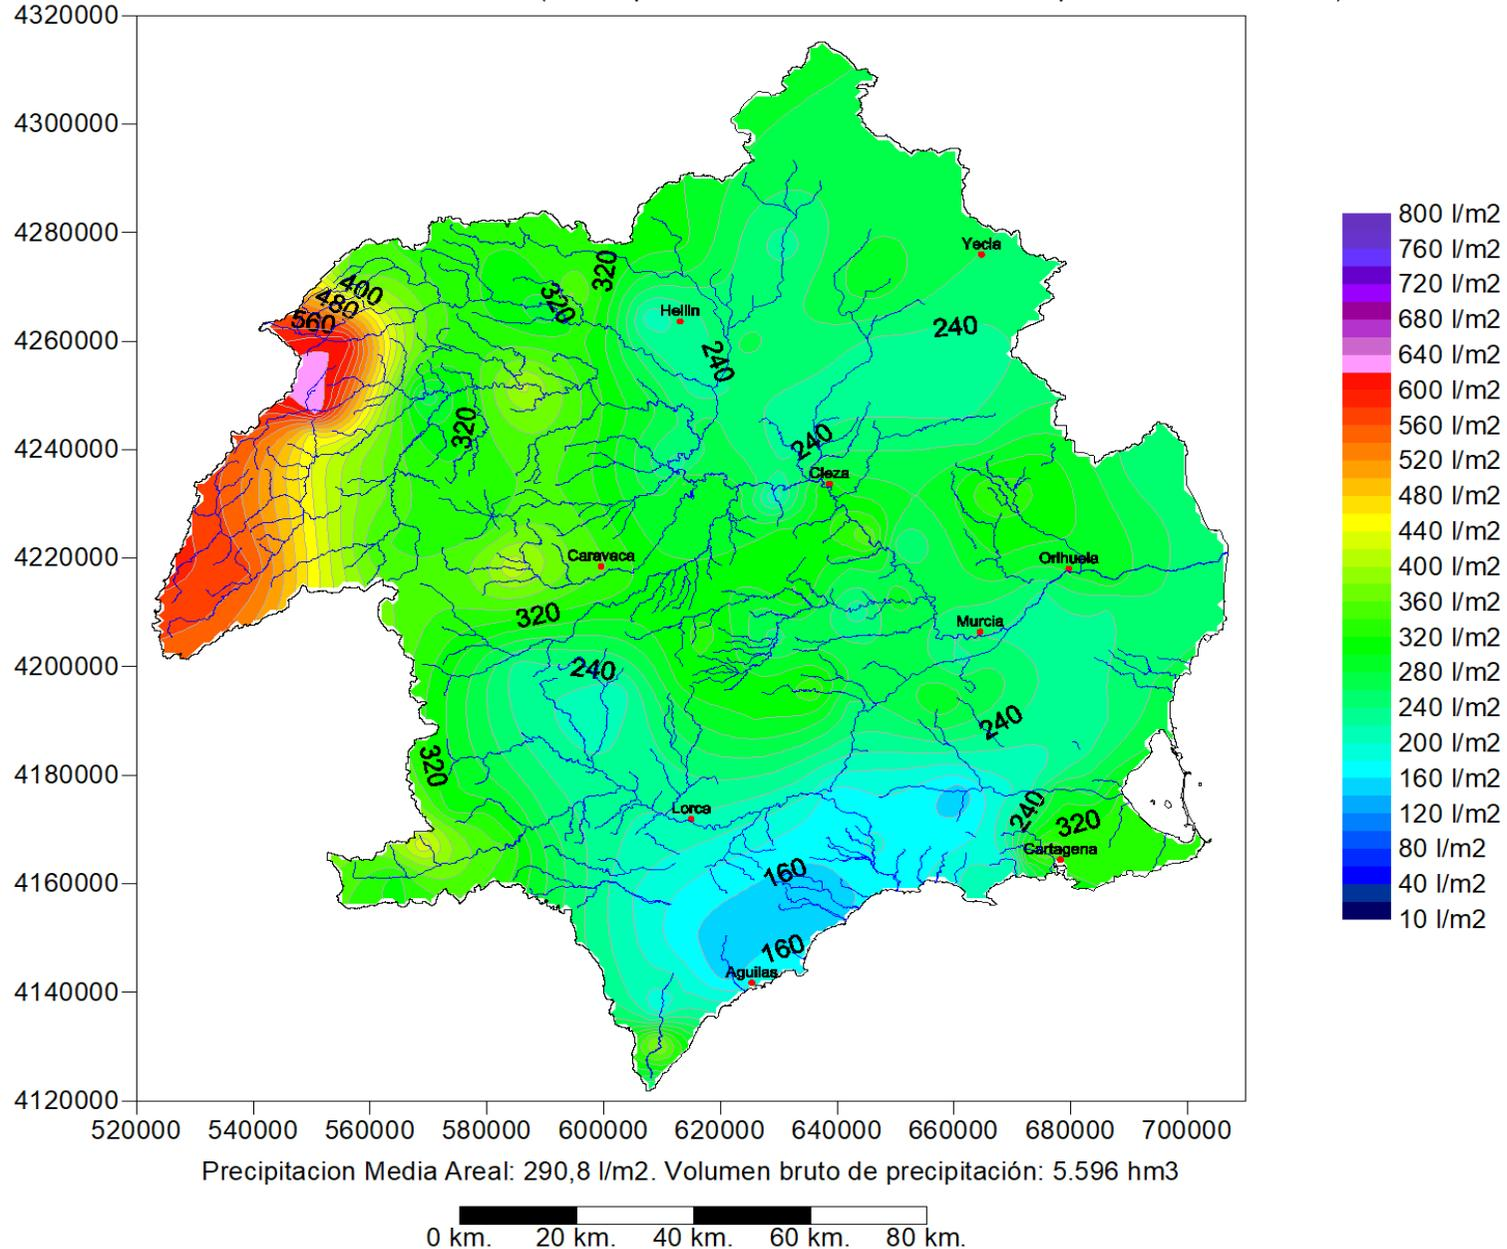 4320000
4300000
4280000
4260000
4240000
4220000
4200000
4180000
4160000
4140000
4120000
520000 540000 560000 580000 600000 620000 640000 660000 680000 700000
Yecla
320
400
480
320
560
Hellin
240
240
320
240
Cieza
Caravaca
Orihuela
320
Murcia
240
240
320
Lorca
240
320
Cartagena
160
160
Aguilas
800 l/m2
760 l/m2
720 l/m2
680 l/m2
640 l/m2
600 l/m2
560 l/m2
520 l/m2
480 l/m2
440 l/m2
400 l/m2
360 l/m2
320 l/m2
280 l/m2
240 l/m2
200 l/m2
160 l/m2
120 l/m2
80 l/m2
40 l/m2
10 l/m2
Precipitacion Media Areal: 290,8 l/m2. Volumen bruto de precipitación: 5.596 hm3
0 km. 20 km. 40 km. 60 km. 80 km.